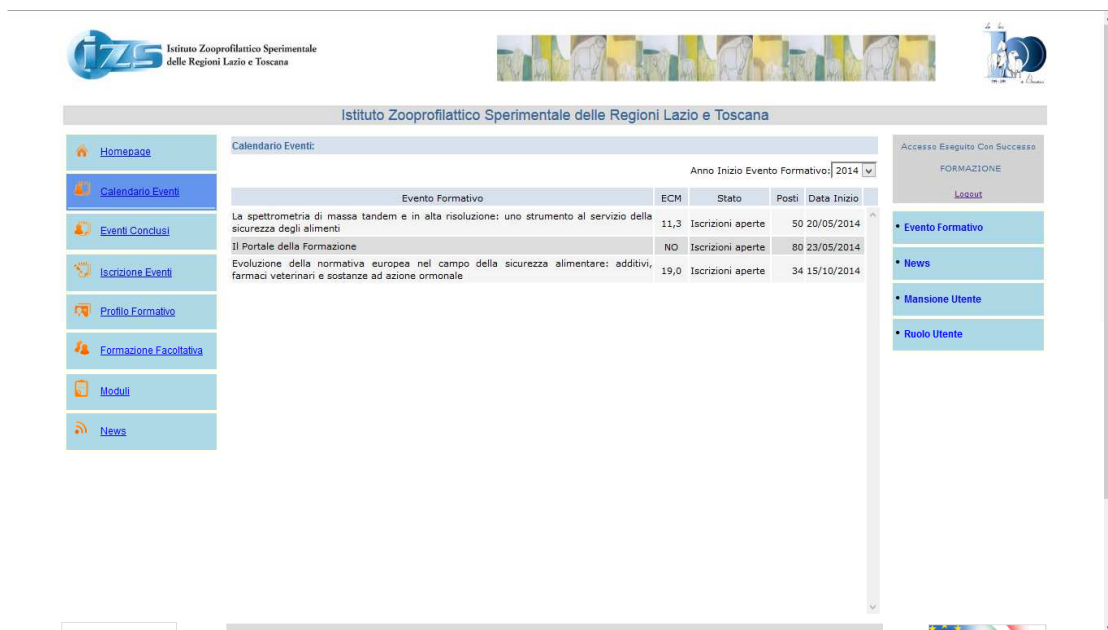 izs
Istituto Zooprofilattico Sperimentale
delle Regioni Lazio e Toscana
Istituto Zooprofilattico Sperimentale delle Regioni Lazio e Toscana
Homepage
Calendario Eventi
Eventi Conclusi
Iscrizione Eventi
Profilo Formativo
Formazione Facoltativa
Moduli
News
Calendario Eventi:
Anno Inizio Evento Formativo: 2014
Evento Formativo ECM Stato Posti Data Inizio
La spettrometria di massa tandem e in alta risoluzione: uno strumento al servizio della
sicurezza degli alimenti 11,3 Iscrizioni aperte 50 20/05/2014
Il Portale della Formazione NO Iscrizioni aperte 80 23/05/2014
Evoluzione della normativa europea nel campo della sicurezza alimentare: additivi,
farmaci veterinari e sostanze ad azione ormonale 19,0 Iscrizioni aperte 34 15/10/2014
Accesso Eseguito Con Successo
FORMAZIONE
Logout
• Evento Formativo
• News
• Mansione Utente
• Ruolo Utente